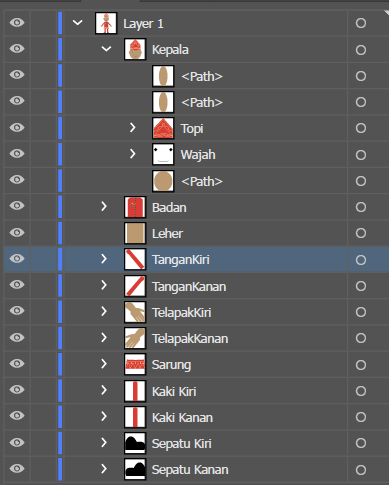 Layer 1
Kepala
<Path>
<Path>
Topi
Wajah
<Path>
Badan
Leher
TanganKiri
TanganKanan
TelapakKiri
TelapakKanan
Sarung
Kaki Kiri
Kaki Kanan
Sepatu Kiri
Sepatu Kanan